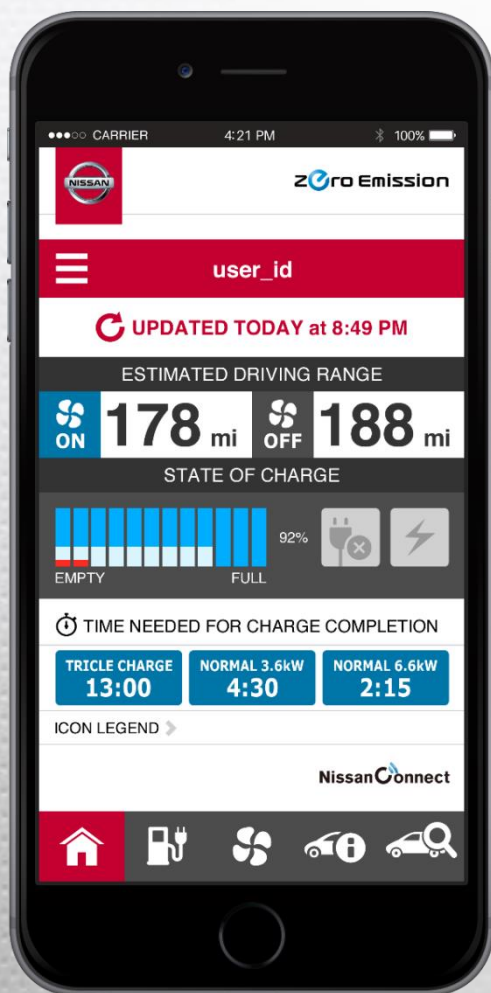 CARRIER 4:21 PM 100%
NISSAN
zero Emission
user_id
UPDATED TODAY at 8:49 PM
ESTIMATED DRIVING RANGE
ON 178 mi OFF 188 mi
STATE OF CHARGE
92%
EMPTY FULL
TIME NEEDED FOR CHARGE COMPLETION
TRICLE CHARGE NORMAL 3.6kW NORMAL 6.6kW
13:00 4:30 2:15
ICON LEGEND
NissanConnect